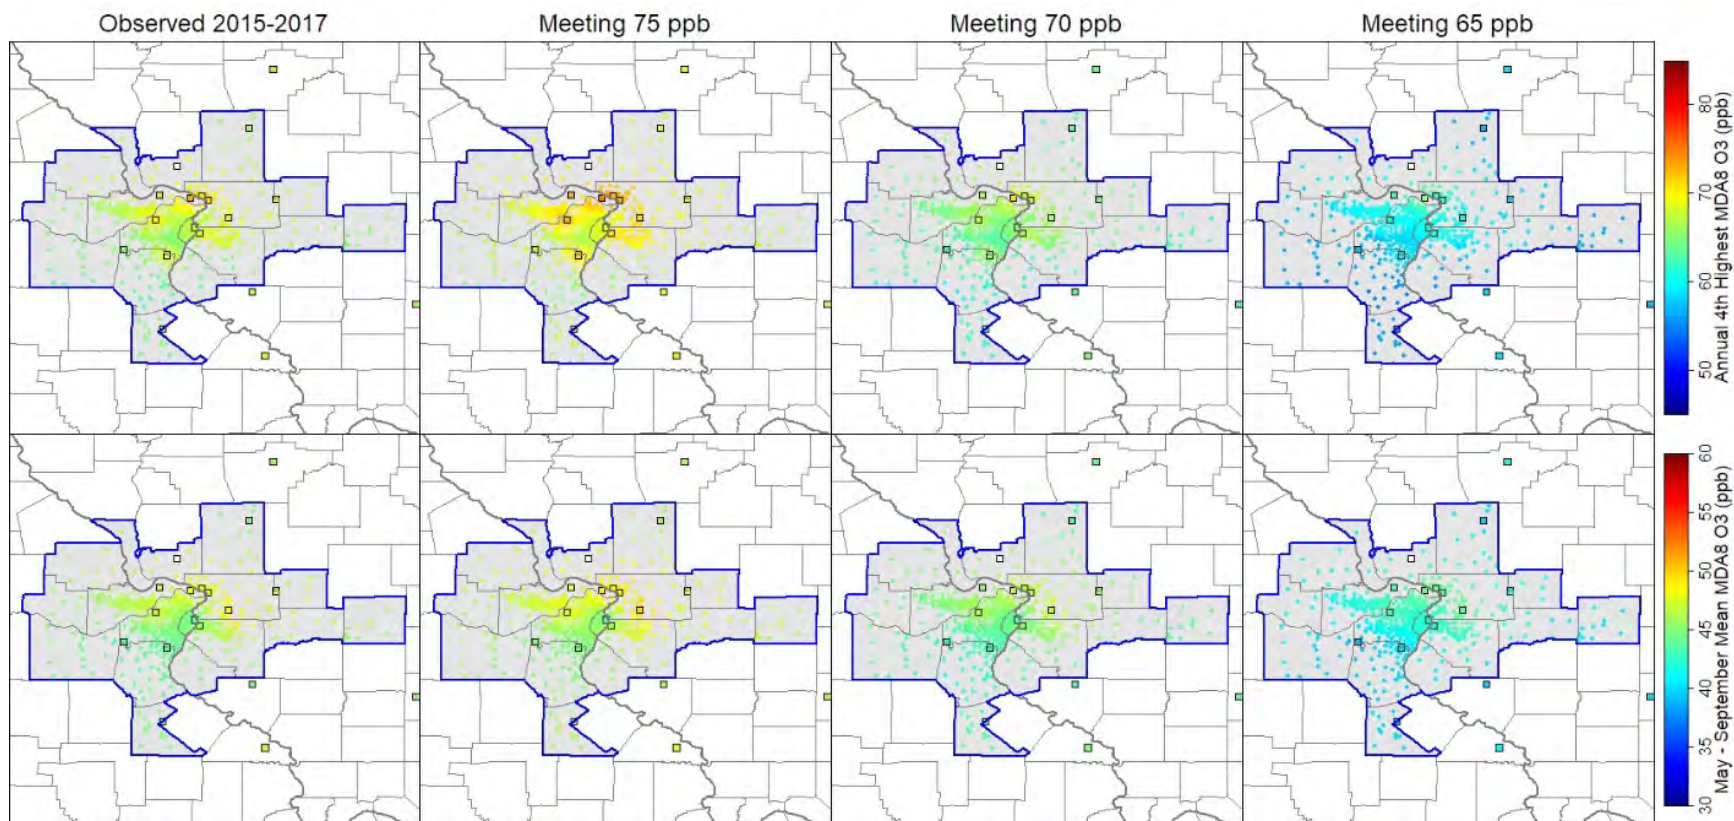 Observed 2015-2017
Meeting 75 ppb
Meeting 70 ppb
Meeting 65 ppb
80
70
60
50
Annual 4th Highest MDA8 O3 (ppb)
60
55
50
45
40
35
30
May - September Mean MDA8 O3 (ppb)